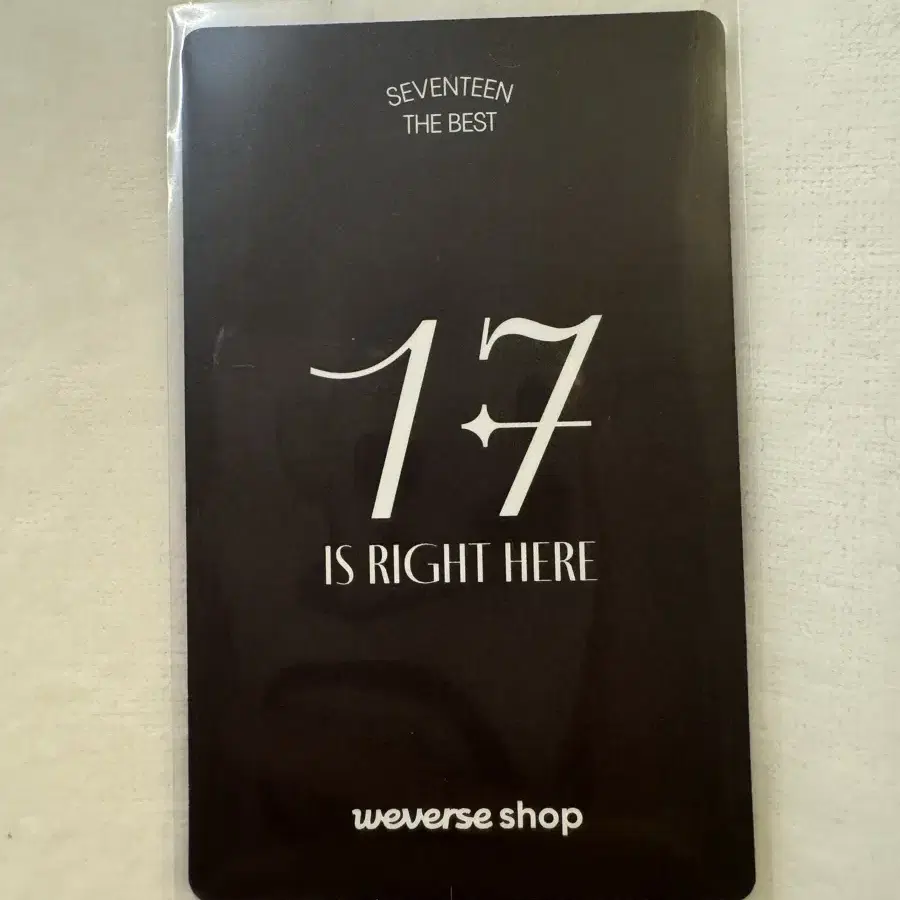 SEVENTEEN
THE BEST
17
IS RIGHT HERE
weverse shop